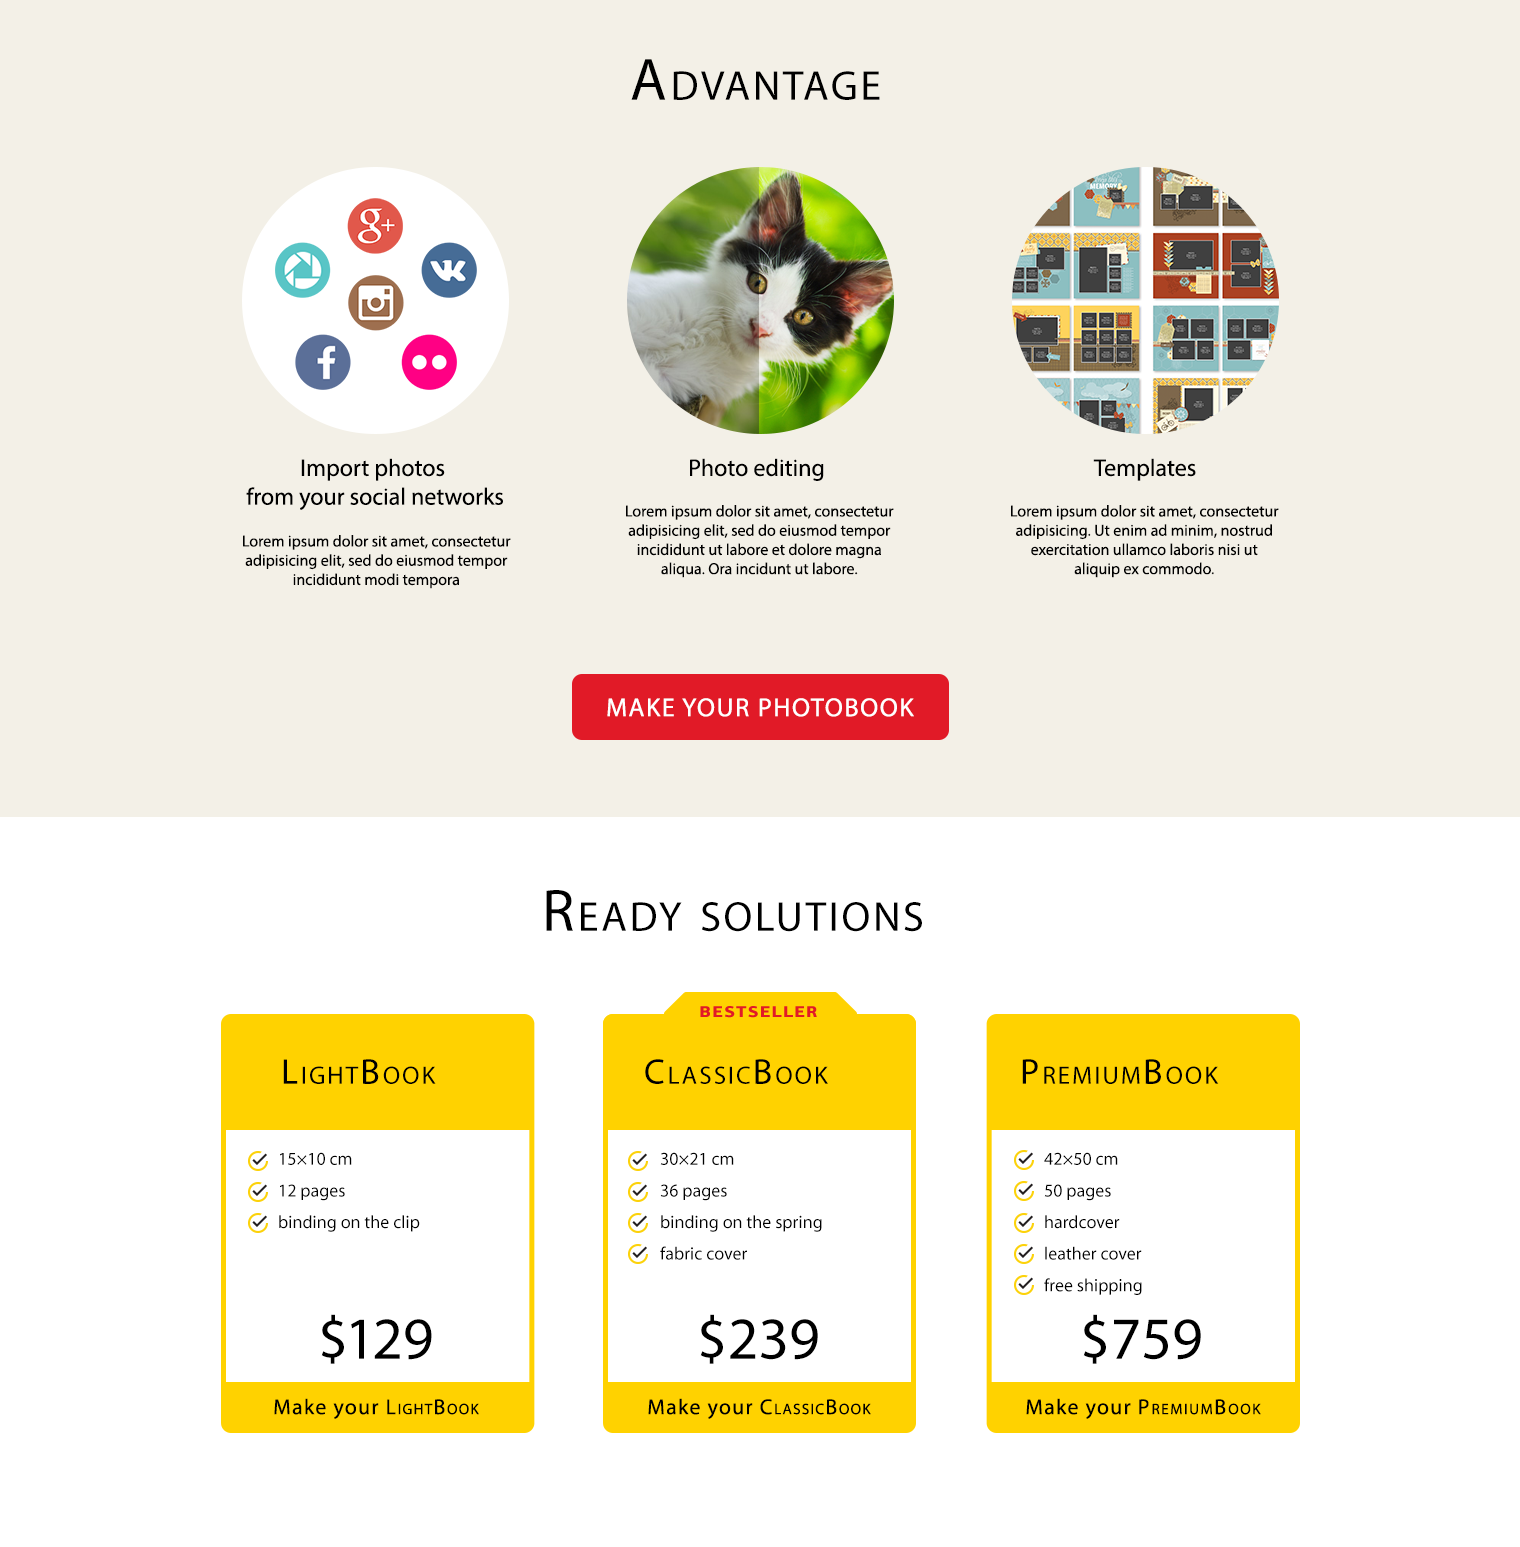 Advantage
g+
MEMORY
Import photos
from your social networks
Lorem ipsum dolor sit amet, consectetur
adipisicing elit, sed do eiusmod tempor
incididunt modi tempora
Photo editing
Lorem ipsum dolor sit amet, consectetur
adipisicing elit, sed do eiusmod tempor
incididunt ut labore et dolore magna
aliqua. Ora incidunt ut labore.
Templates
Lorem ipsum dolor sit amet, consectetur
adipisicing. Ut enim ad minim, nostrud
exercitation ullamco laboris nisi ut
aliquip ex commodo.
MAKE YOUR PHOTOBOOK
Ready solutions
LightBook
15×10 cm
12 pages
binding on the clip
$129
Make your LightBook
BESTSELLER
ClassicBook
30×21 cm
36 pages
binding on the spring
fabric cover
$239
Make your ClassicBook
PremiumBook
42×50 cm
50 pages
hardcover
leather cover
free shipping
$759
Make your PremiumBook